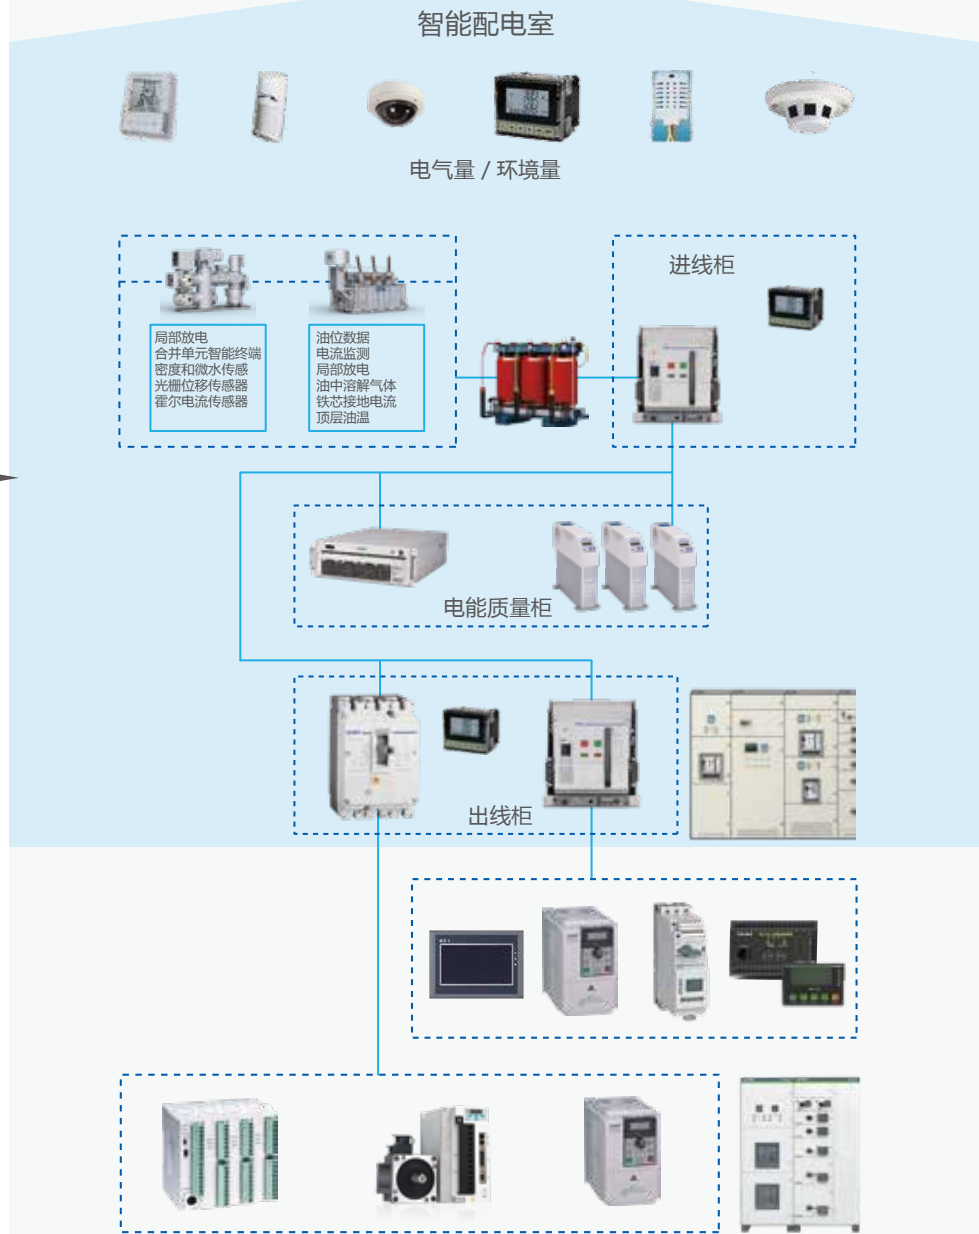 智能配电室
电气量 / 环境量
进线柜
局部放电
合并单元智能终端
密度和微水传感
光栅位移传感器
霍尔电流传感器
油位数据
电流监测
局部放电
油中溶解气体
铁芯接地电流
顶层油温
电能质量柜
出线柜